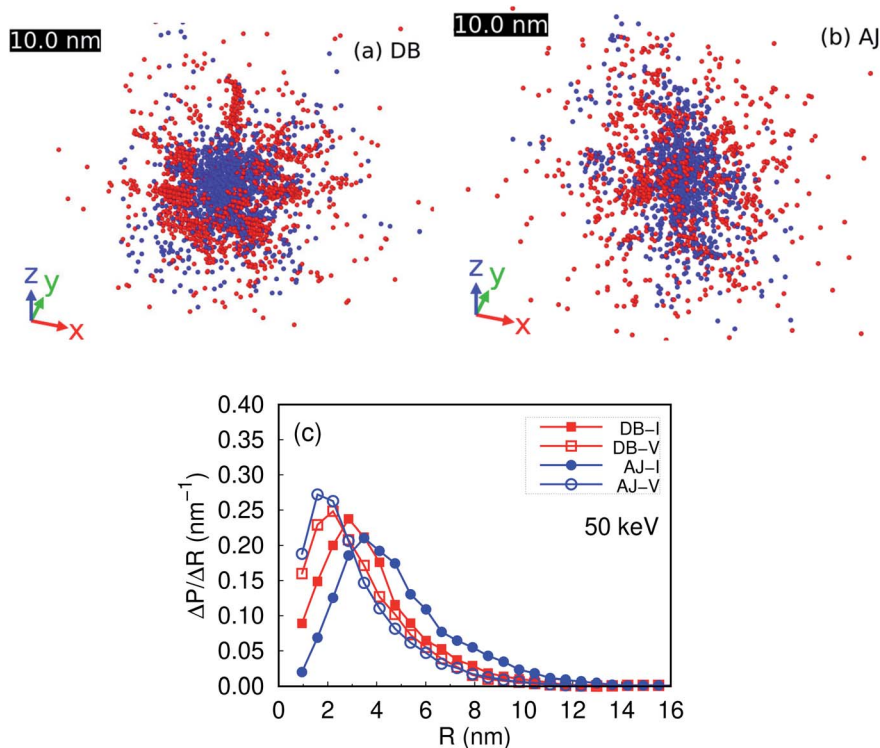 10.0 nm
(a) DB
z
y
x
10.0 nm
(b) AJ
z
y
x
(c)
DB−I
DB−V
AJ−I
AJ−V
50 keV
ΔP/ΔR (nm⁻¹)
0.40
0.35
0.30
0.25
0.20
0.15
0.10
0.05
0.00
0 2 4 6 8 10 12 14 16
R (nm)